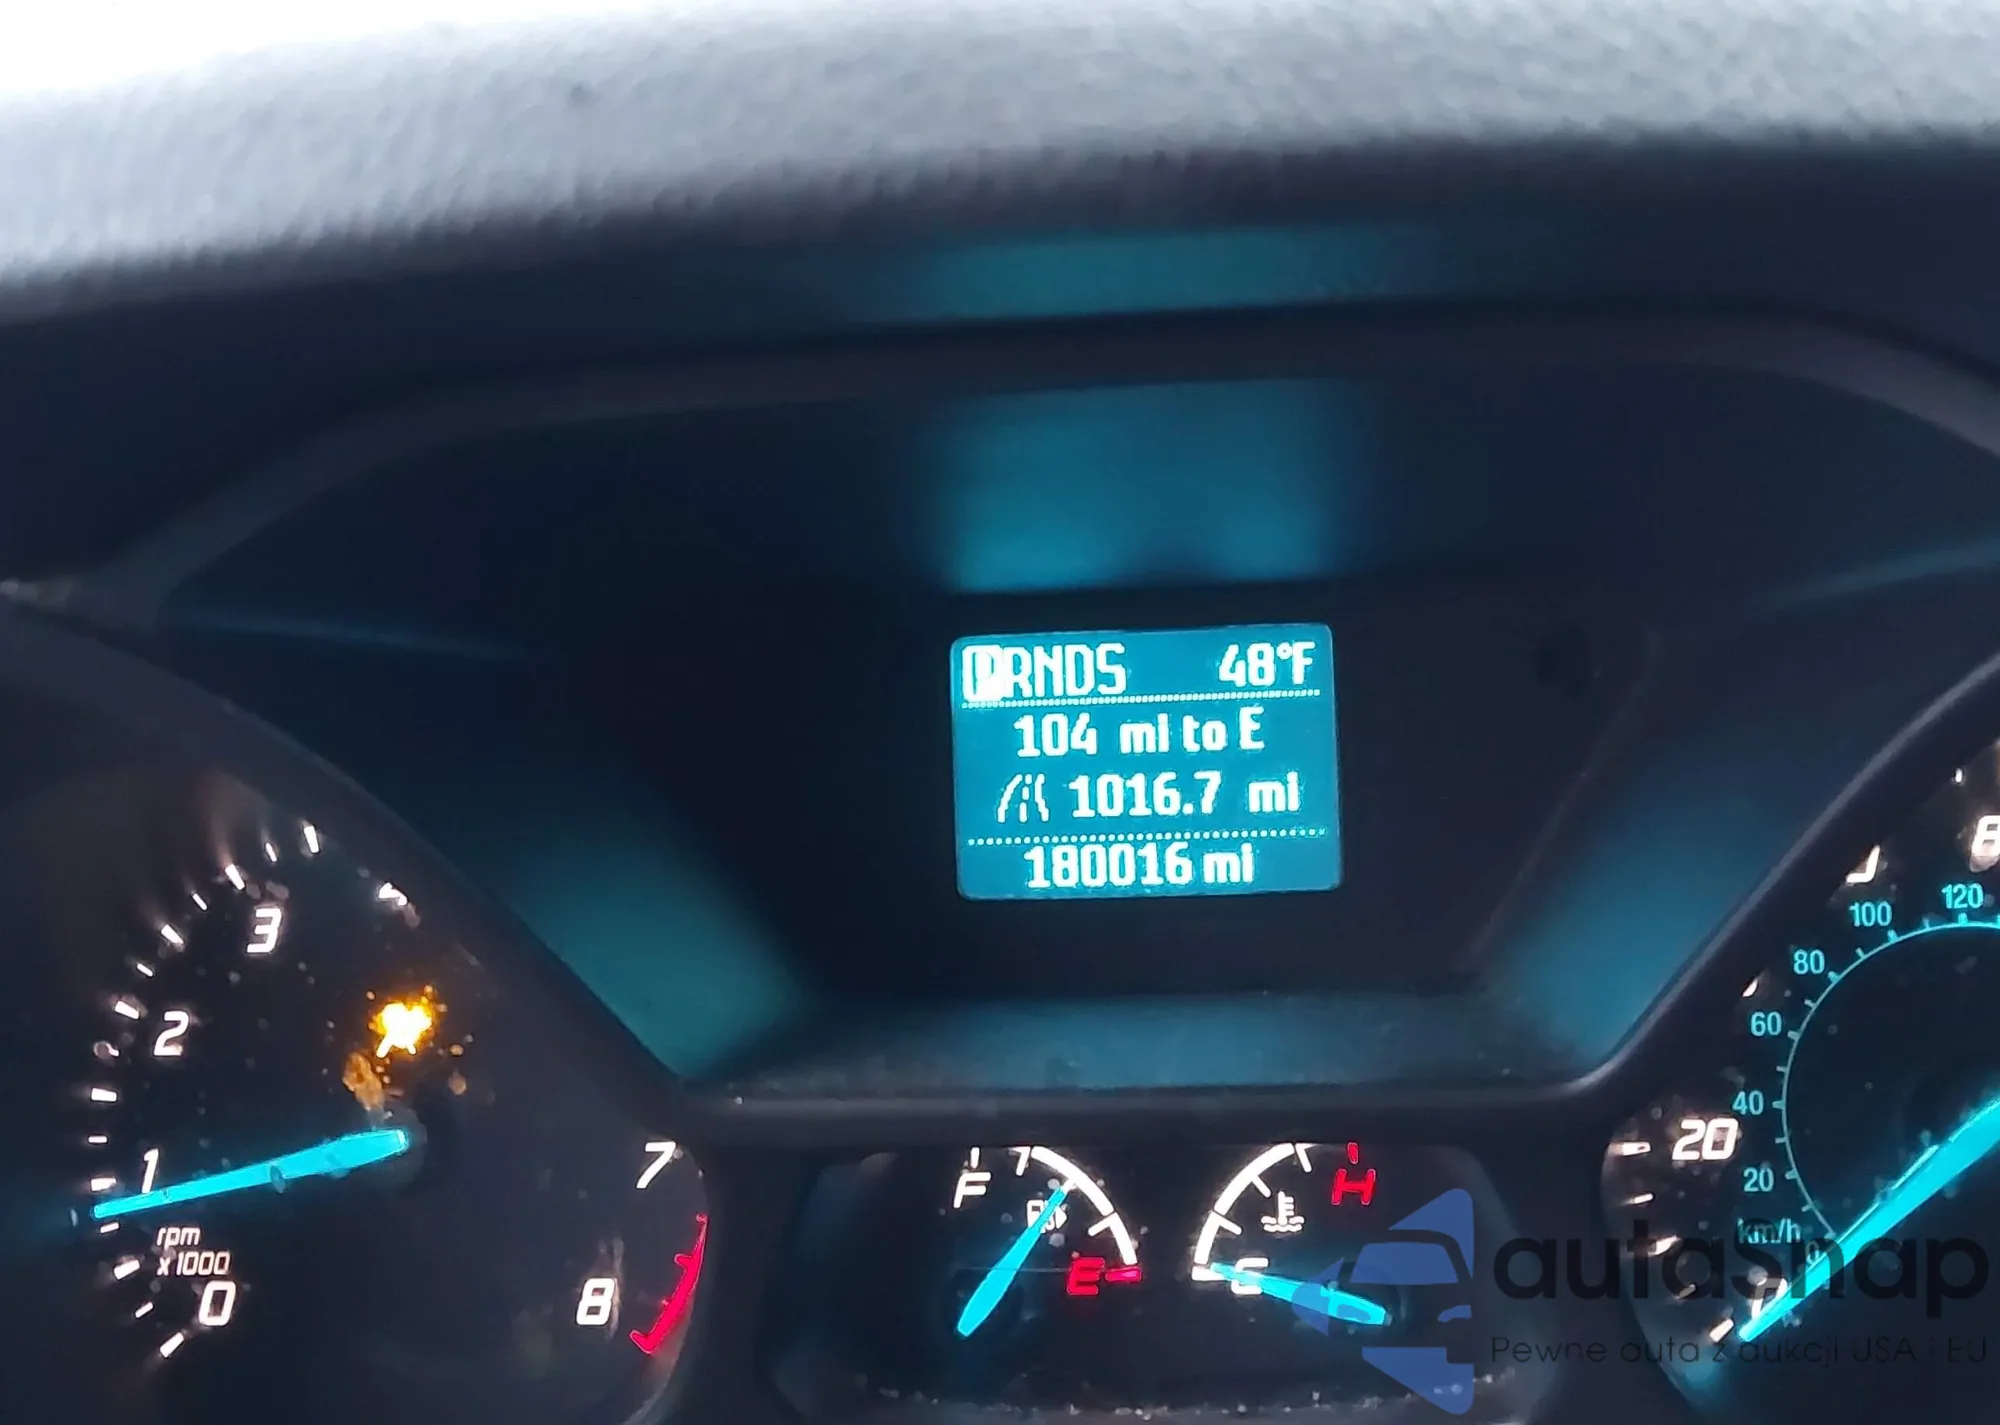 PRNDS 48°F
104 mi to E
1016.7 mi
180016 mi
3
2
1
rpm
x1000
0
7
8
F
E
H
C
120
100
80
60
40
20
20
km/h
0
autaSnap
Pewne auta z aukcji USA i EU